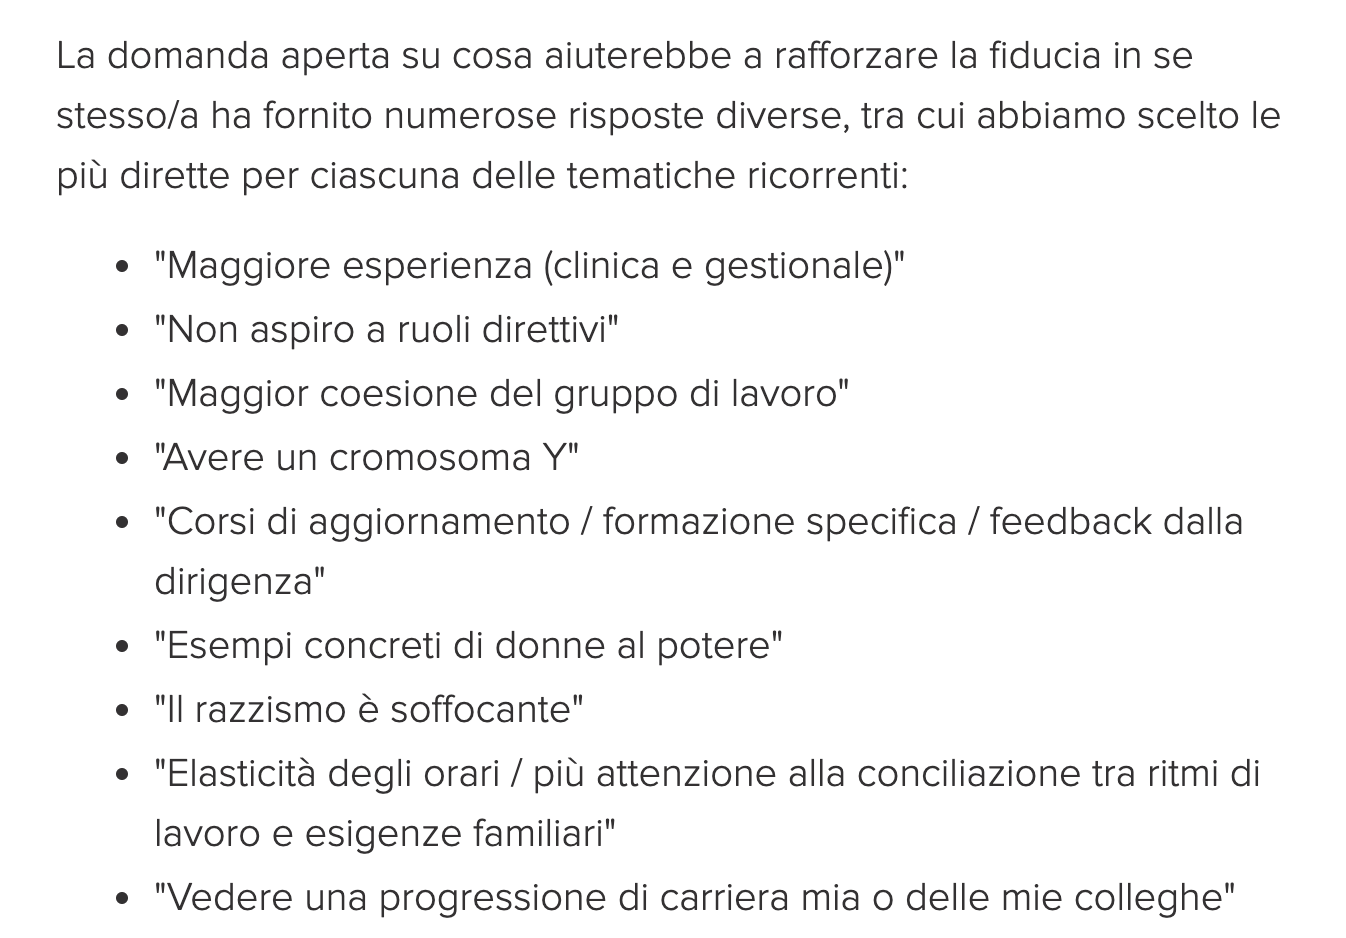 La domanda aperta su cosa aiuterebbe a rafforzare la fiducia in se
stesso/a ha fornito numerose risposte diverse, tra cui abbiamo scelto le
più dirette per ciascuna delle tematiche ricorrenti:
• "Maggiore esperienza (clinica e gestionale)"
• "Non aspiro a ruoli direttivi"
• "Maggior coesione del gruppo di lavoro"
• "Avere un cromosoma Y"
• "Corsi di aggiornamento / formazione specifica / feedback dalla
dirigenza"
• "Esempi concreti di donne al potere"
• "Il razzismo è soffocante"
• "Elasticità degli orari / più attenzione alla conciliazione tra ritmi di
lavoro e esigenze familiari"
• "Vedere una progressione di carriera mia o delle mie colleghe"